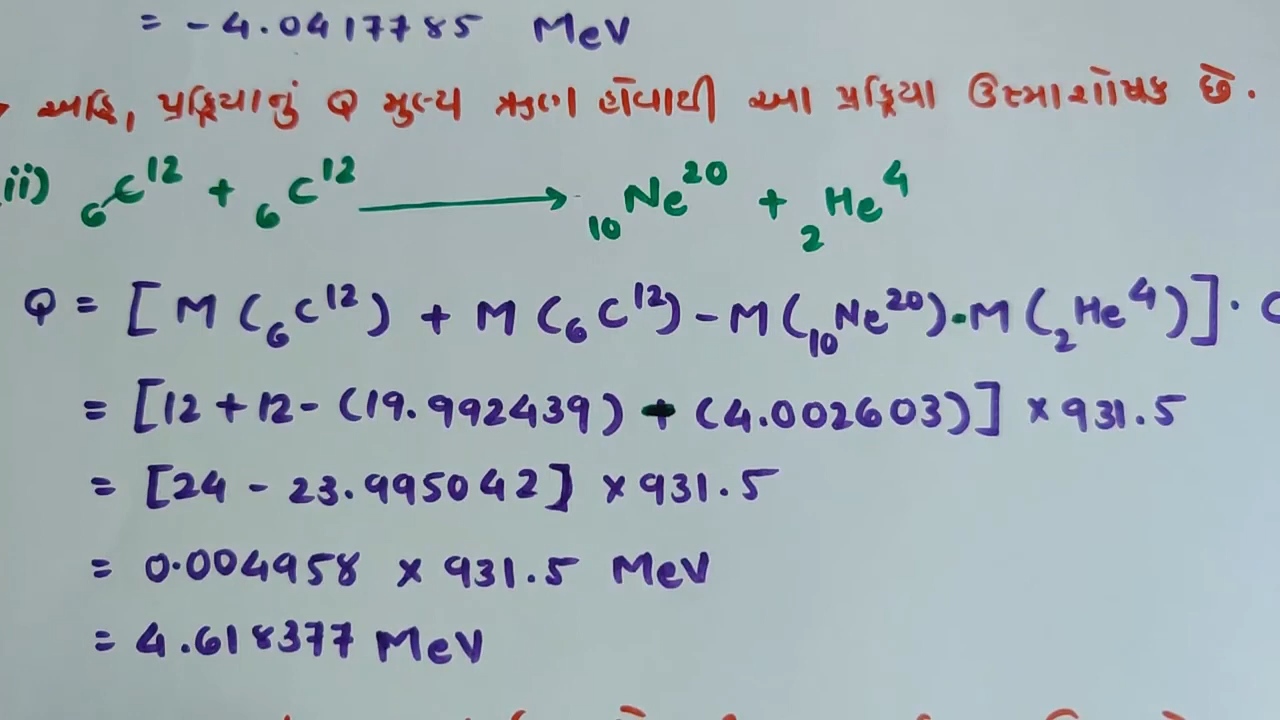 = -4.0417785 MeV
અહિં, પ્રક્રિયાનું Q મુલ્ય ઋણ હોવાથી આ પ્રક્રિયા ઉષ્માશોષક છે.
ii) ₆C¹² + ₆C¹² ⟶ ₁₀Ne²⁰ + ₂He⁴
Q = [M(₆C¹²) + M(₆C¹²) - M(₁₀Ne²⁰) - M(₂He⁴)] · C
= [12 + 12 - (19.992439) + (4.002603)] × 931.5
= [24 - 23.995042] × 931.5
= 0.004958 × 931.5 MeV
= 4.618377 MeV